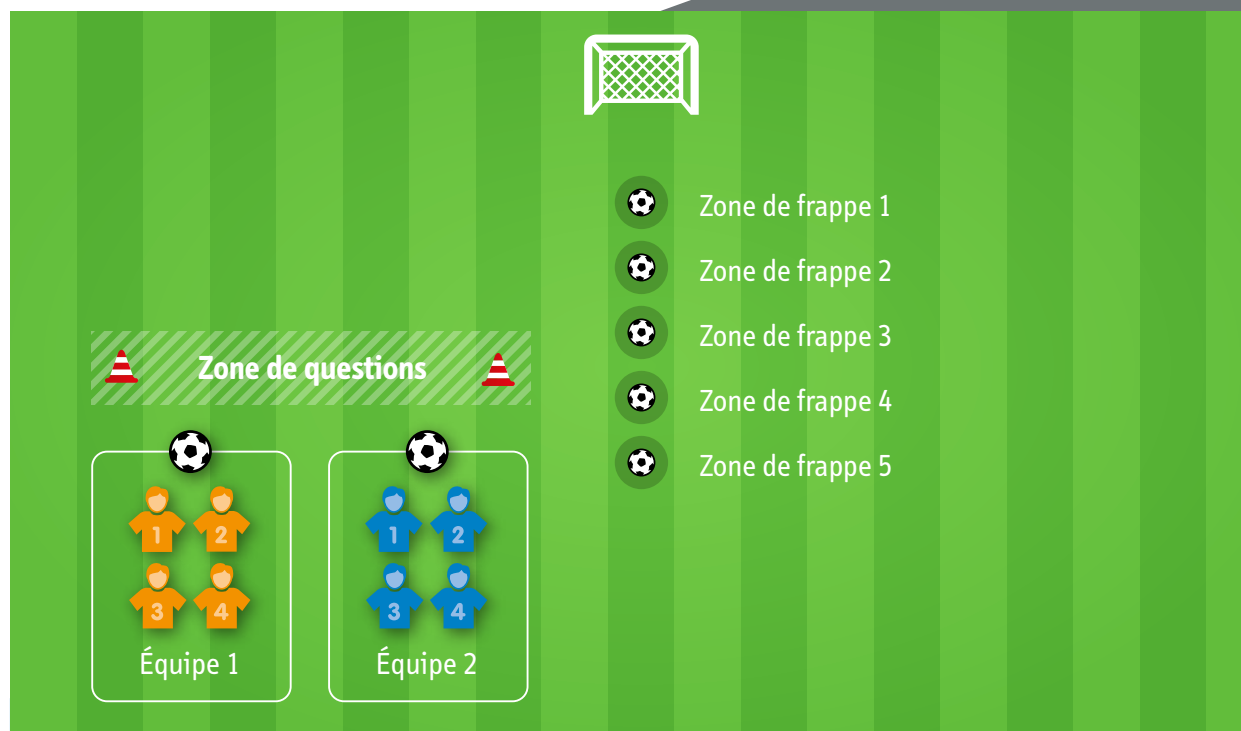 Zone de frappe 1
Zone de frappe 2
Zone de frappe 3
Zone de frappe 4
Zone de frappe 5
Zone de questions
1 2
3 4
Équipe 1
1 2
3 4
Équipe 2